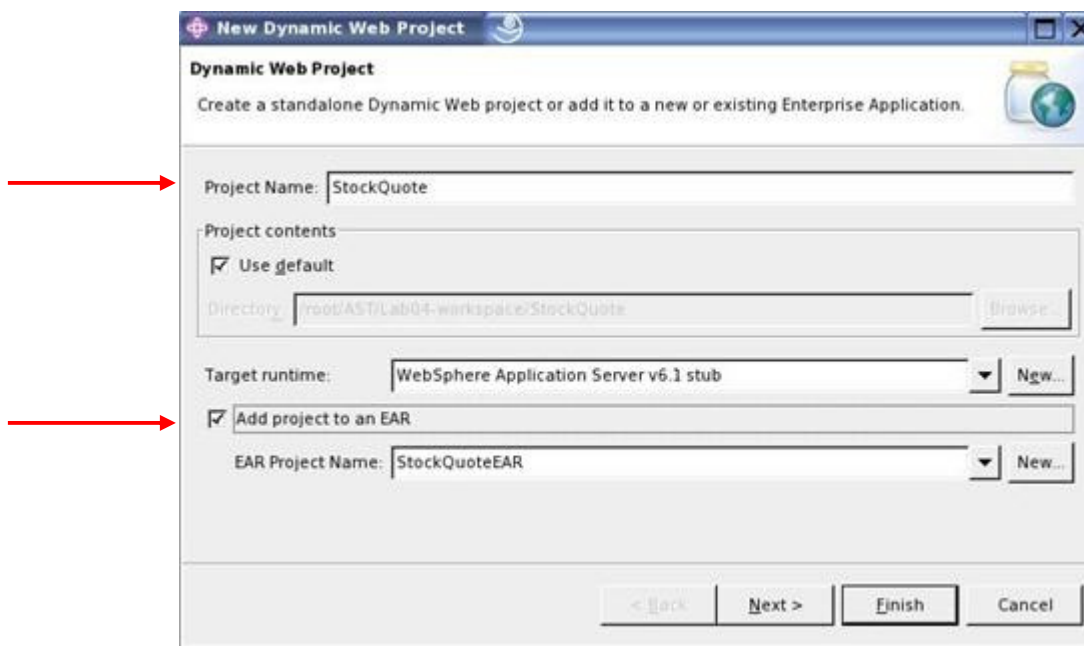 New Dynamic Web Project
Dynamic Web Project
Create a standalone Dynamic Web project or add it to a new or existing Enterprise Application.
Project Name: StockQuote
Project contents
Use default
Directory: /root/AST/Lab04-workspace/StockQuote Browse...
Target runtime: WebSphere Application Server v6.1 stub New...
Add project to an EAR
EAR Project Name: StockQuoteEAR New...
< Back Next > Finish Cancel